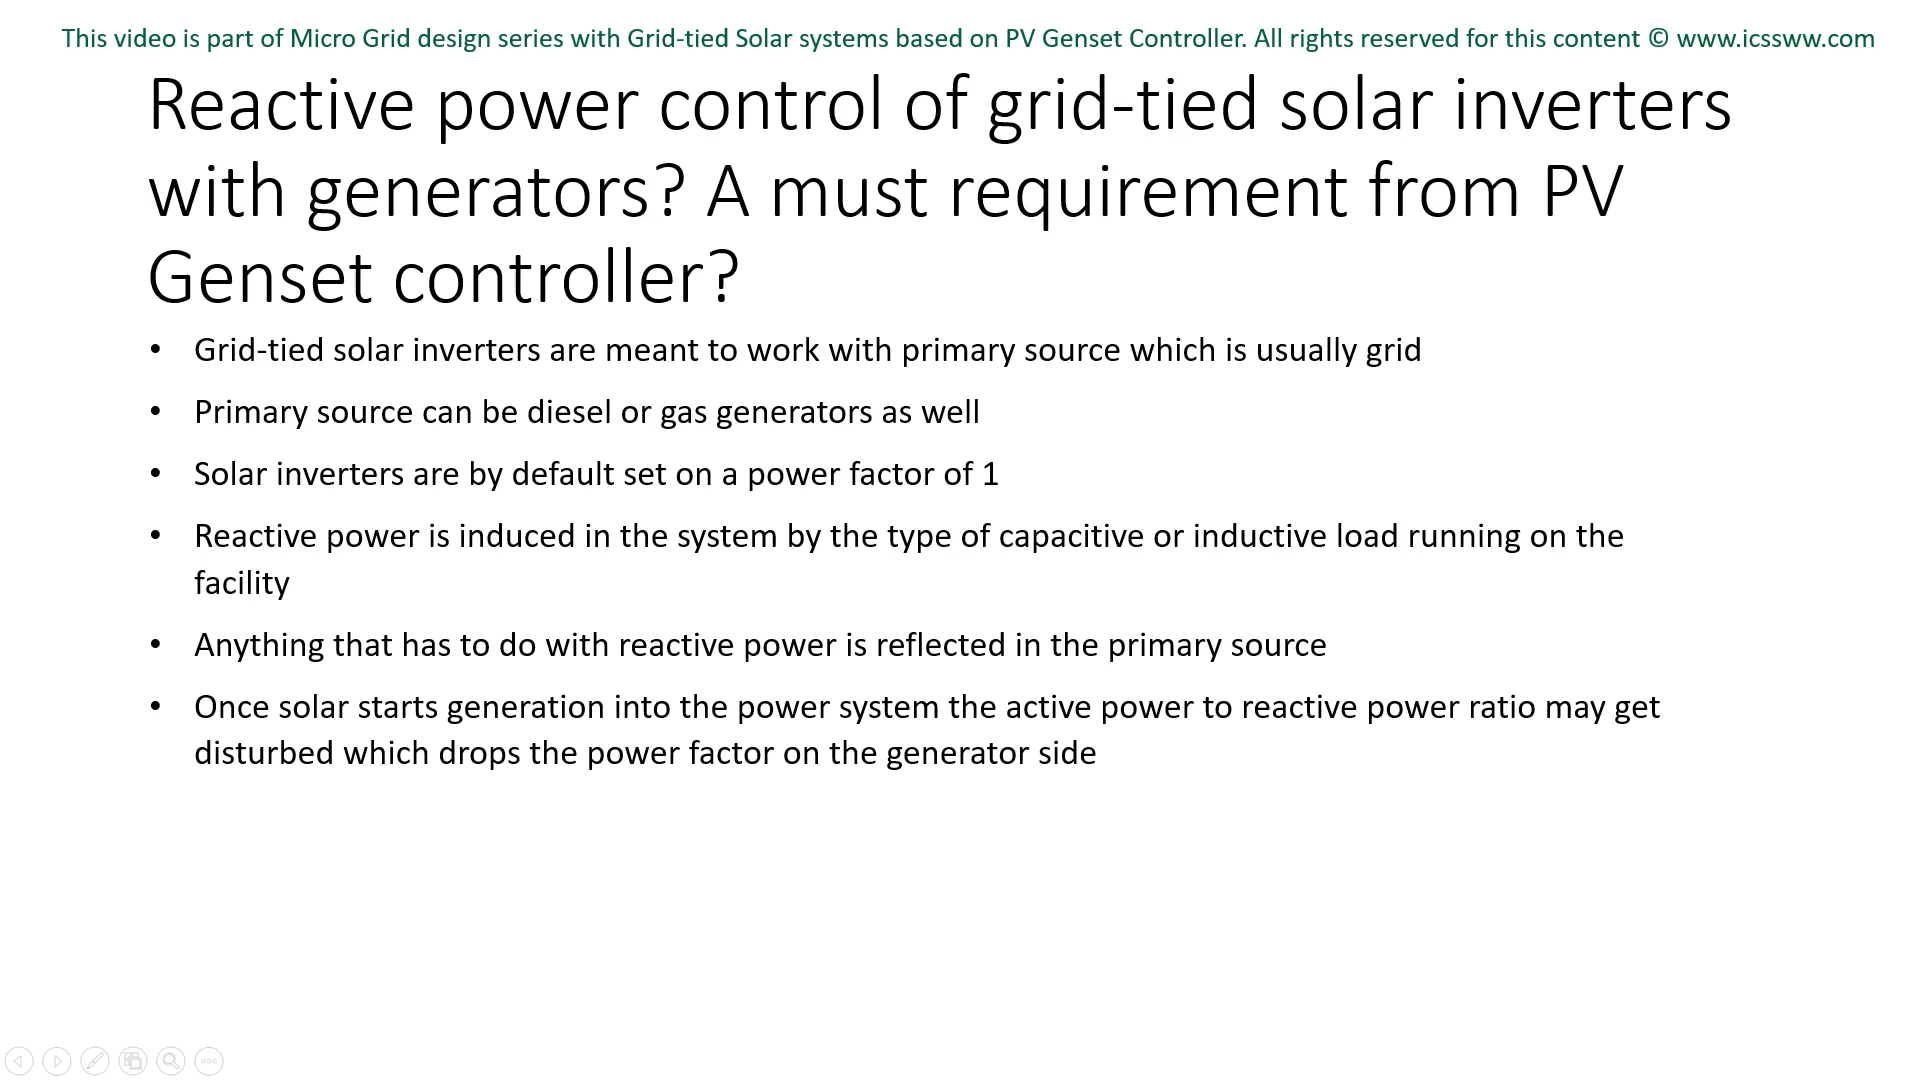 This video is part of Micro Grid design series with Grid-tied Solar systems based on PV Genset Controller. All rights reserved for this content © www.icssww.com
Reactive power control of grid-tied solar inverters
with generators? A must requirement from PV
Genset controller?
• Grid-tied solar inverters are meant to work with primary source which is usually grid
• Primary source can be diesel or gas generators as well
• Solar inverters are by default set on a power factor of 1
• Reactive power is induced in the system by the type of capacitive or inductive load running on the
facility
• Anything that has to do with reactive power is reflected in the primary source
• Once solar starts generation into the power system the active power to reactive power ratio may get
disturbed which drops the power factor on the generator side